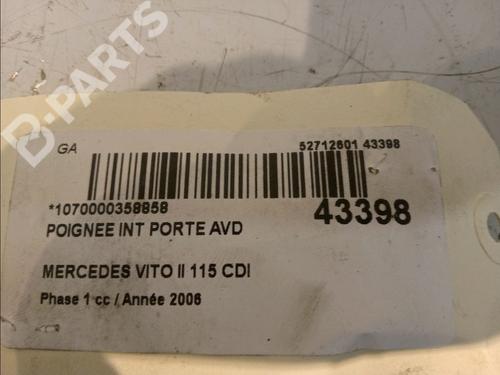 D-PARTS
GA
52712601 43398
*1070000358858
43398
POIGNEE INT PORTE AVD
MERCEDES VITO II 115 CDI
Phase 1 cc / Année 2006